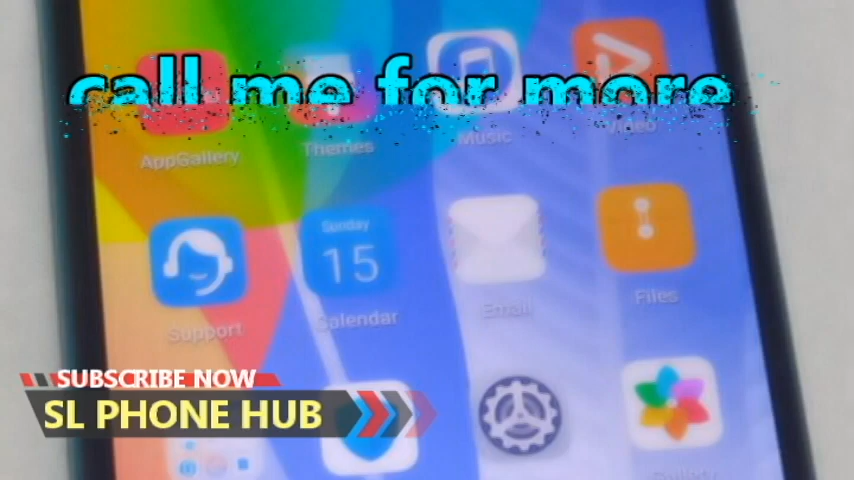 call me for more
AppGallery
Themes
Music
Video
Sunday
15
Support
Calendar
Email
Files
SUBSCRIBE NOW
SL PHONE HUB
Gallery